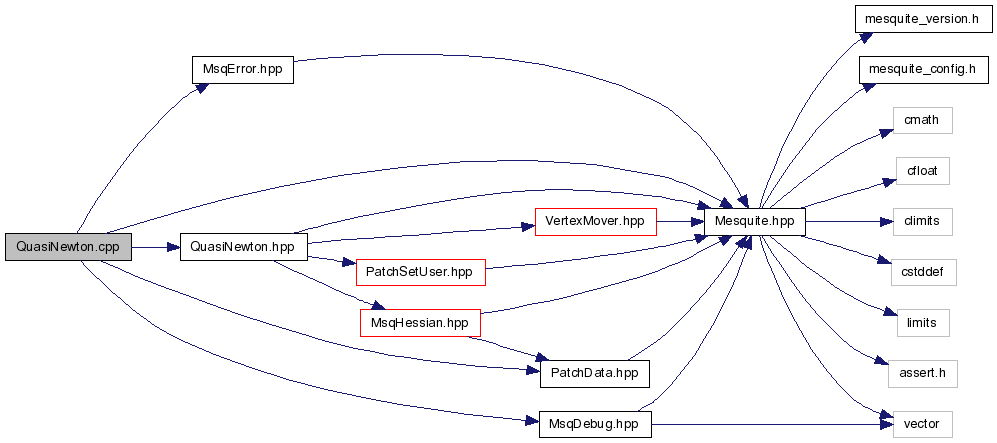 mesquite_version.h
MsqError.hpp
mesquite_config.h
cmath
cfloat
VertexMover.hpp
Mesquite.hpp
climits
QuasiNewton.cpp
QuasiNewton.hpp
PatchSetUser.hpp
cstddef
MsqHessian.hpp
limits
PatchData.hpp
assert.h
MsqDebug.hpp
vector